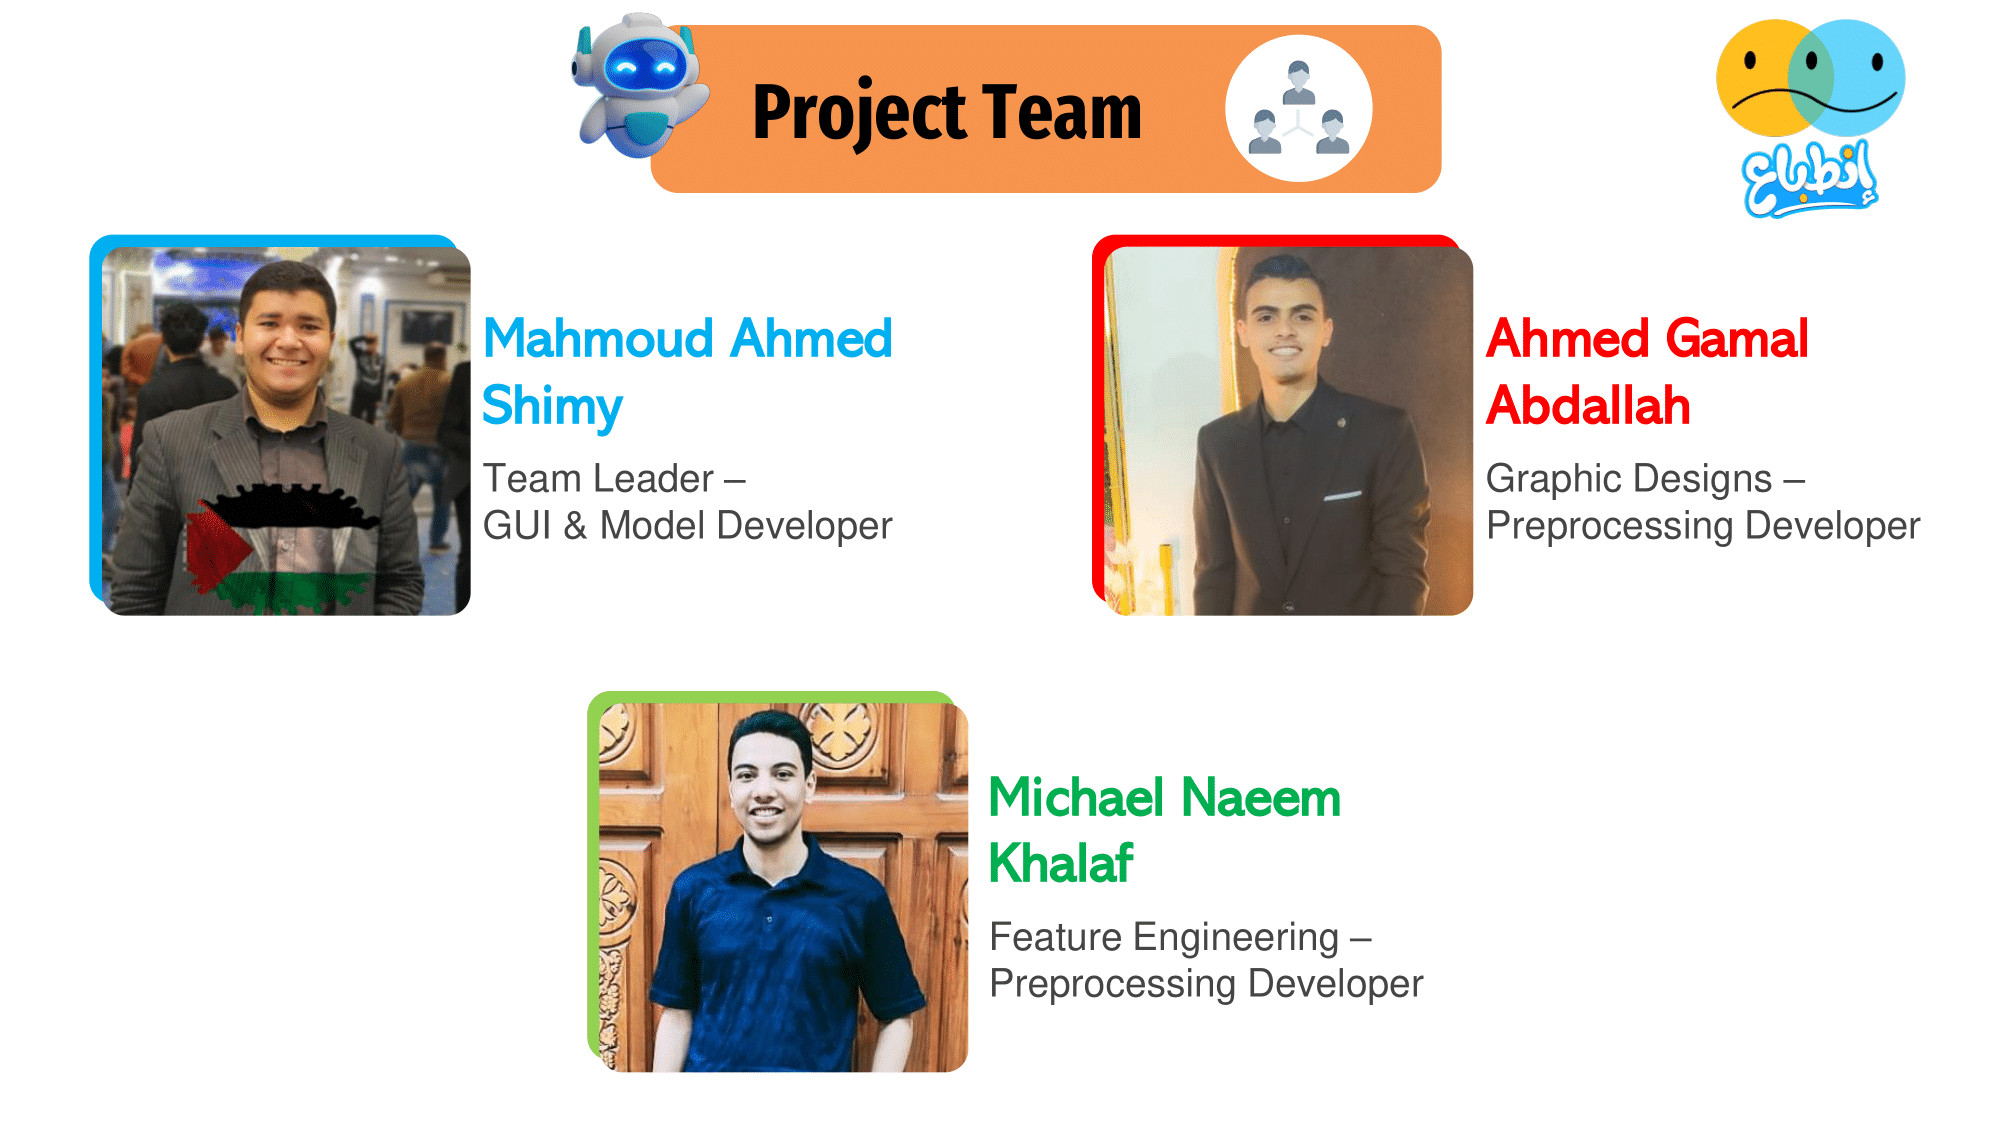 Project Team
إنطباع
Mahmoud Ahmed
Shimy
Team Leader –
GUI & Model Developer
Ahmed Gamal
Abdallah
Graphic Designs –
Preprocessing Developer
Michael Naeem
Khalaf
Feature Engineering –
Preprocessing Developer